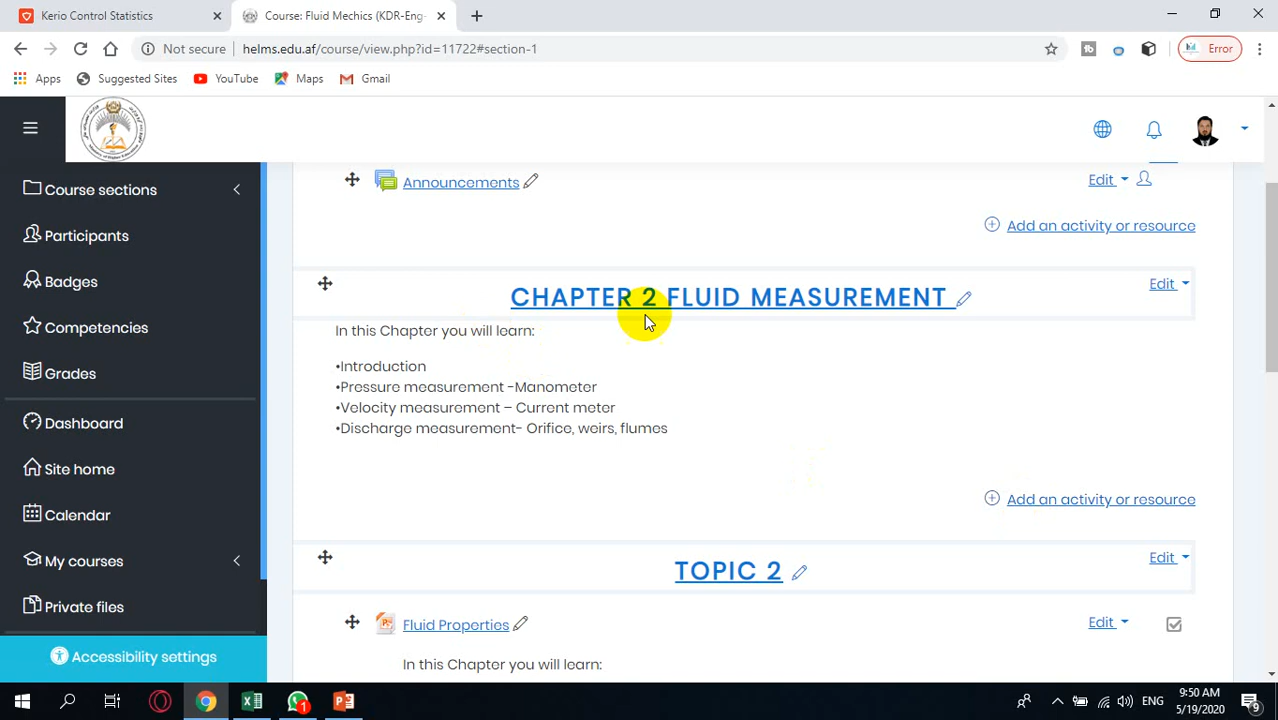 Kerio Control Statistics
Course: Fluid Mechics (KDR-Eng-
Not secure
helms.edu.af/course/view.php?id=11722#section-1
Error
Apps
Suggested Sites
YouTube
Maps
Gmail
Course sections
Participants
Badges
Competencies
Grades
Dashboard
Site home
Calendar
My courses
Private files
Accessibility settings
Announcements
Edit
Add an activity or resource
CHAPTER 2 FLUID MEASUREMENT
Edit
In this Chapter you will learn:
•Introduction
•Pressure measurement -Manometer
•Velocity measurement – Current meter
•Discharge measurement- Orifice, weirs, flumes
Add an activity or resource
TOPIC 2
Edit
Fluid Properties
Edit
In this Chapter you will learn:
1
ENG
9:50 AM
5/19/2020
9